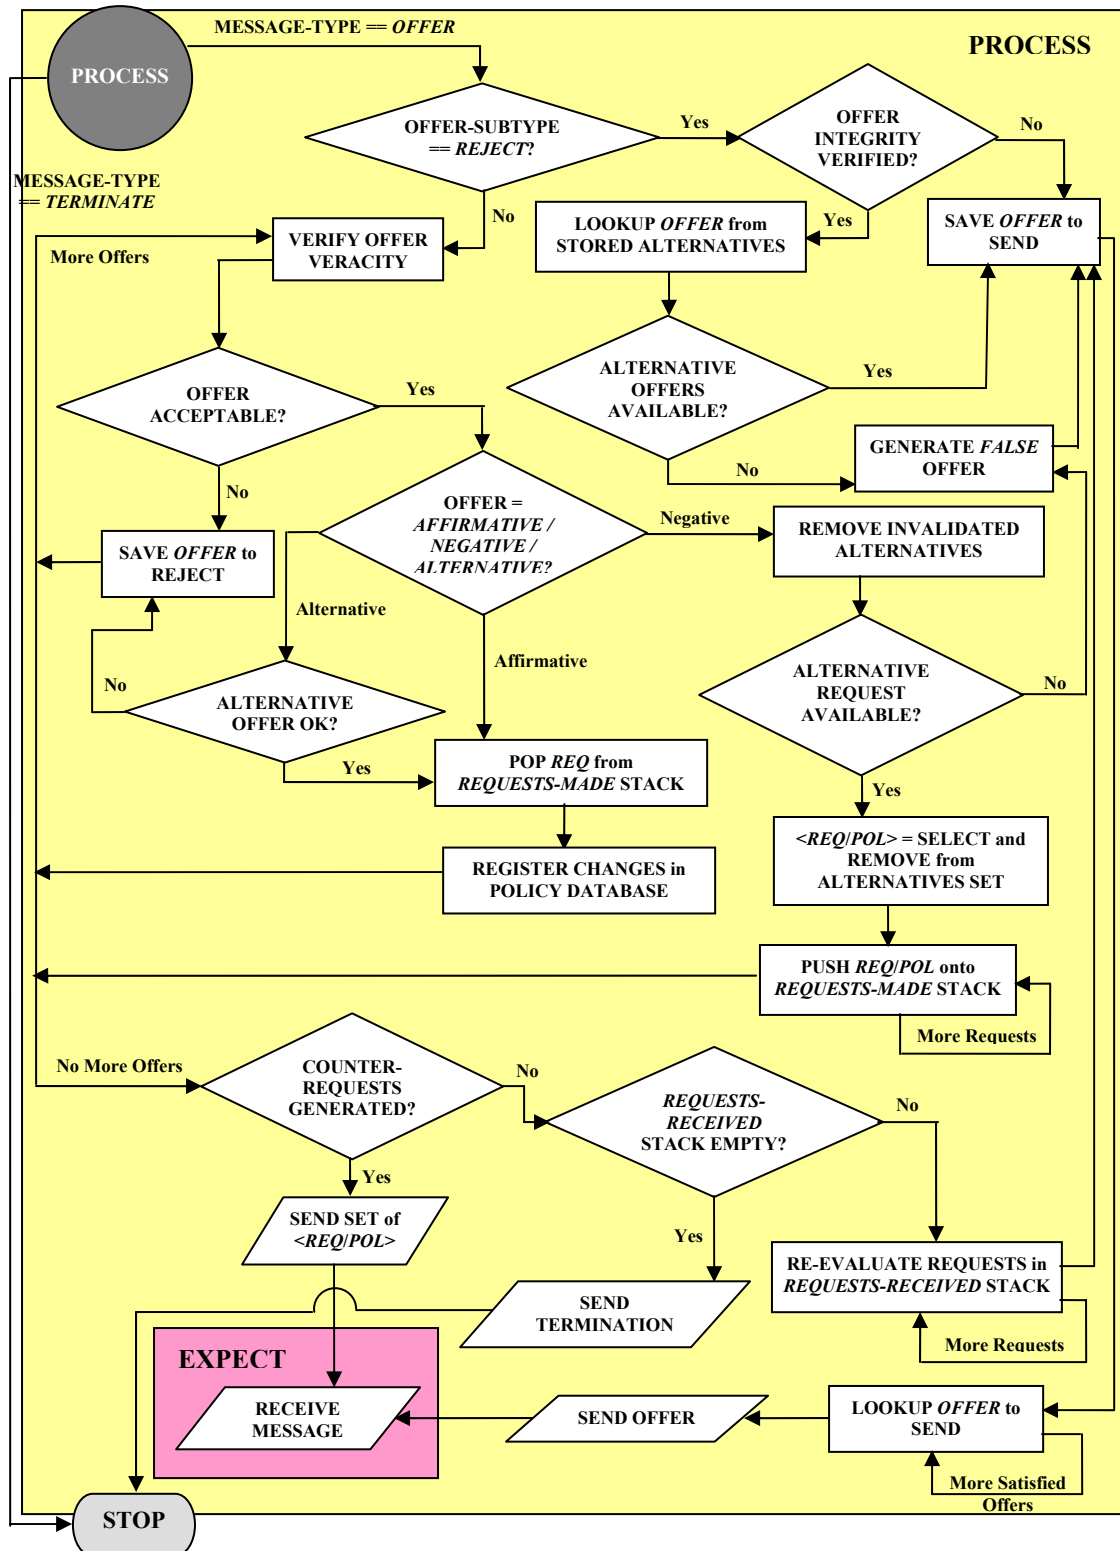 MESSAGE-TYPE == OFFER
PROCESS
PROCESS
OFFER-SUBTYPE
== REJECT?
Yes
OFFER
INTEGRITY
VERIFIED?
No
MESSAGE-TYPE
== TERMINATE
No
LOOKUP OFFER from
STORED ALTERNATIVES
Yes
SAVE OFFER to
SEND
More Offers
VERIFY OFFER
VERACITY
OFFER
ACCEPTABLE?
Yes
ALTERNATIVE
OFFERS
AVAILABLE?
Yes
No
GENERATE FALSE
OFFER
No
OFFER =
AFFIRMATIVE /
NEGATIVE /
ALTERNATIVE?
Negative
REMOVE INVALIDATED
ALTERNATIVES
SAVE OFFER to
REJECT
Alternative
Affirmative
No
ALTERNATIVE
OFFER OK?
ALTERNATIVE
REQUEST
AVAILABLE?
No
Yes
POP REQ from
REQUESTS-MADE STACK
Yes
<REQ/POL> = SELECT and
REMOVE from
ALTERNATIVES SET
REGISTER CHANGES in
POLICY DATABASE
PUSH REQ/POL onto
REQUESTS-MADE STACK
More Requests
No More Offers
COUNTER-
REQUESTS
GENERATED?
No
REQUESTS-
RECEIVED
STACK EMPTY?
No
Yes
SEND SET of
<REQ/POL>
Yes
RE-EVALUATE REQUESTS in
REQUESTS-RECEIVED STACK
SEND
TERMINATION
More Requests
EXPECT
RECEIVE
MESSAGE
SEND OFFER
LOOKUP OFFER to
SEND
More Satisfied
Offers
STOP